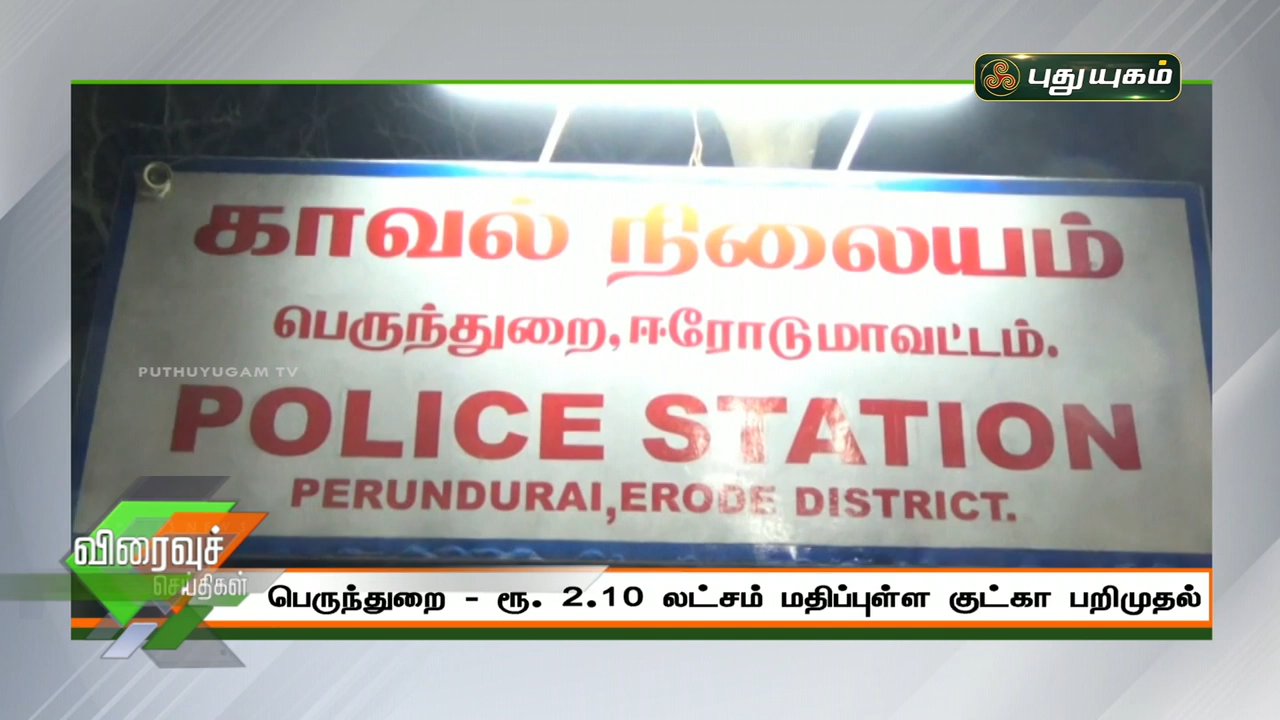 புதுயுகம்
காவல் நிலையம்
பெருந்துறை,ஈரோடுமாவட்டம்.
PUTHUYUGAM TV
POLICE STATION
PERUNDURAI,ERODE DISTRICT.
விரைவுச்
செய்திகள்
பெருந்துறை - ரூ. 2.10 லட்சம் மதிப்புள்ள குட்கா பறிமுதல்